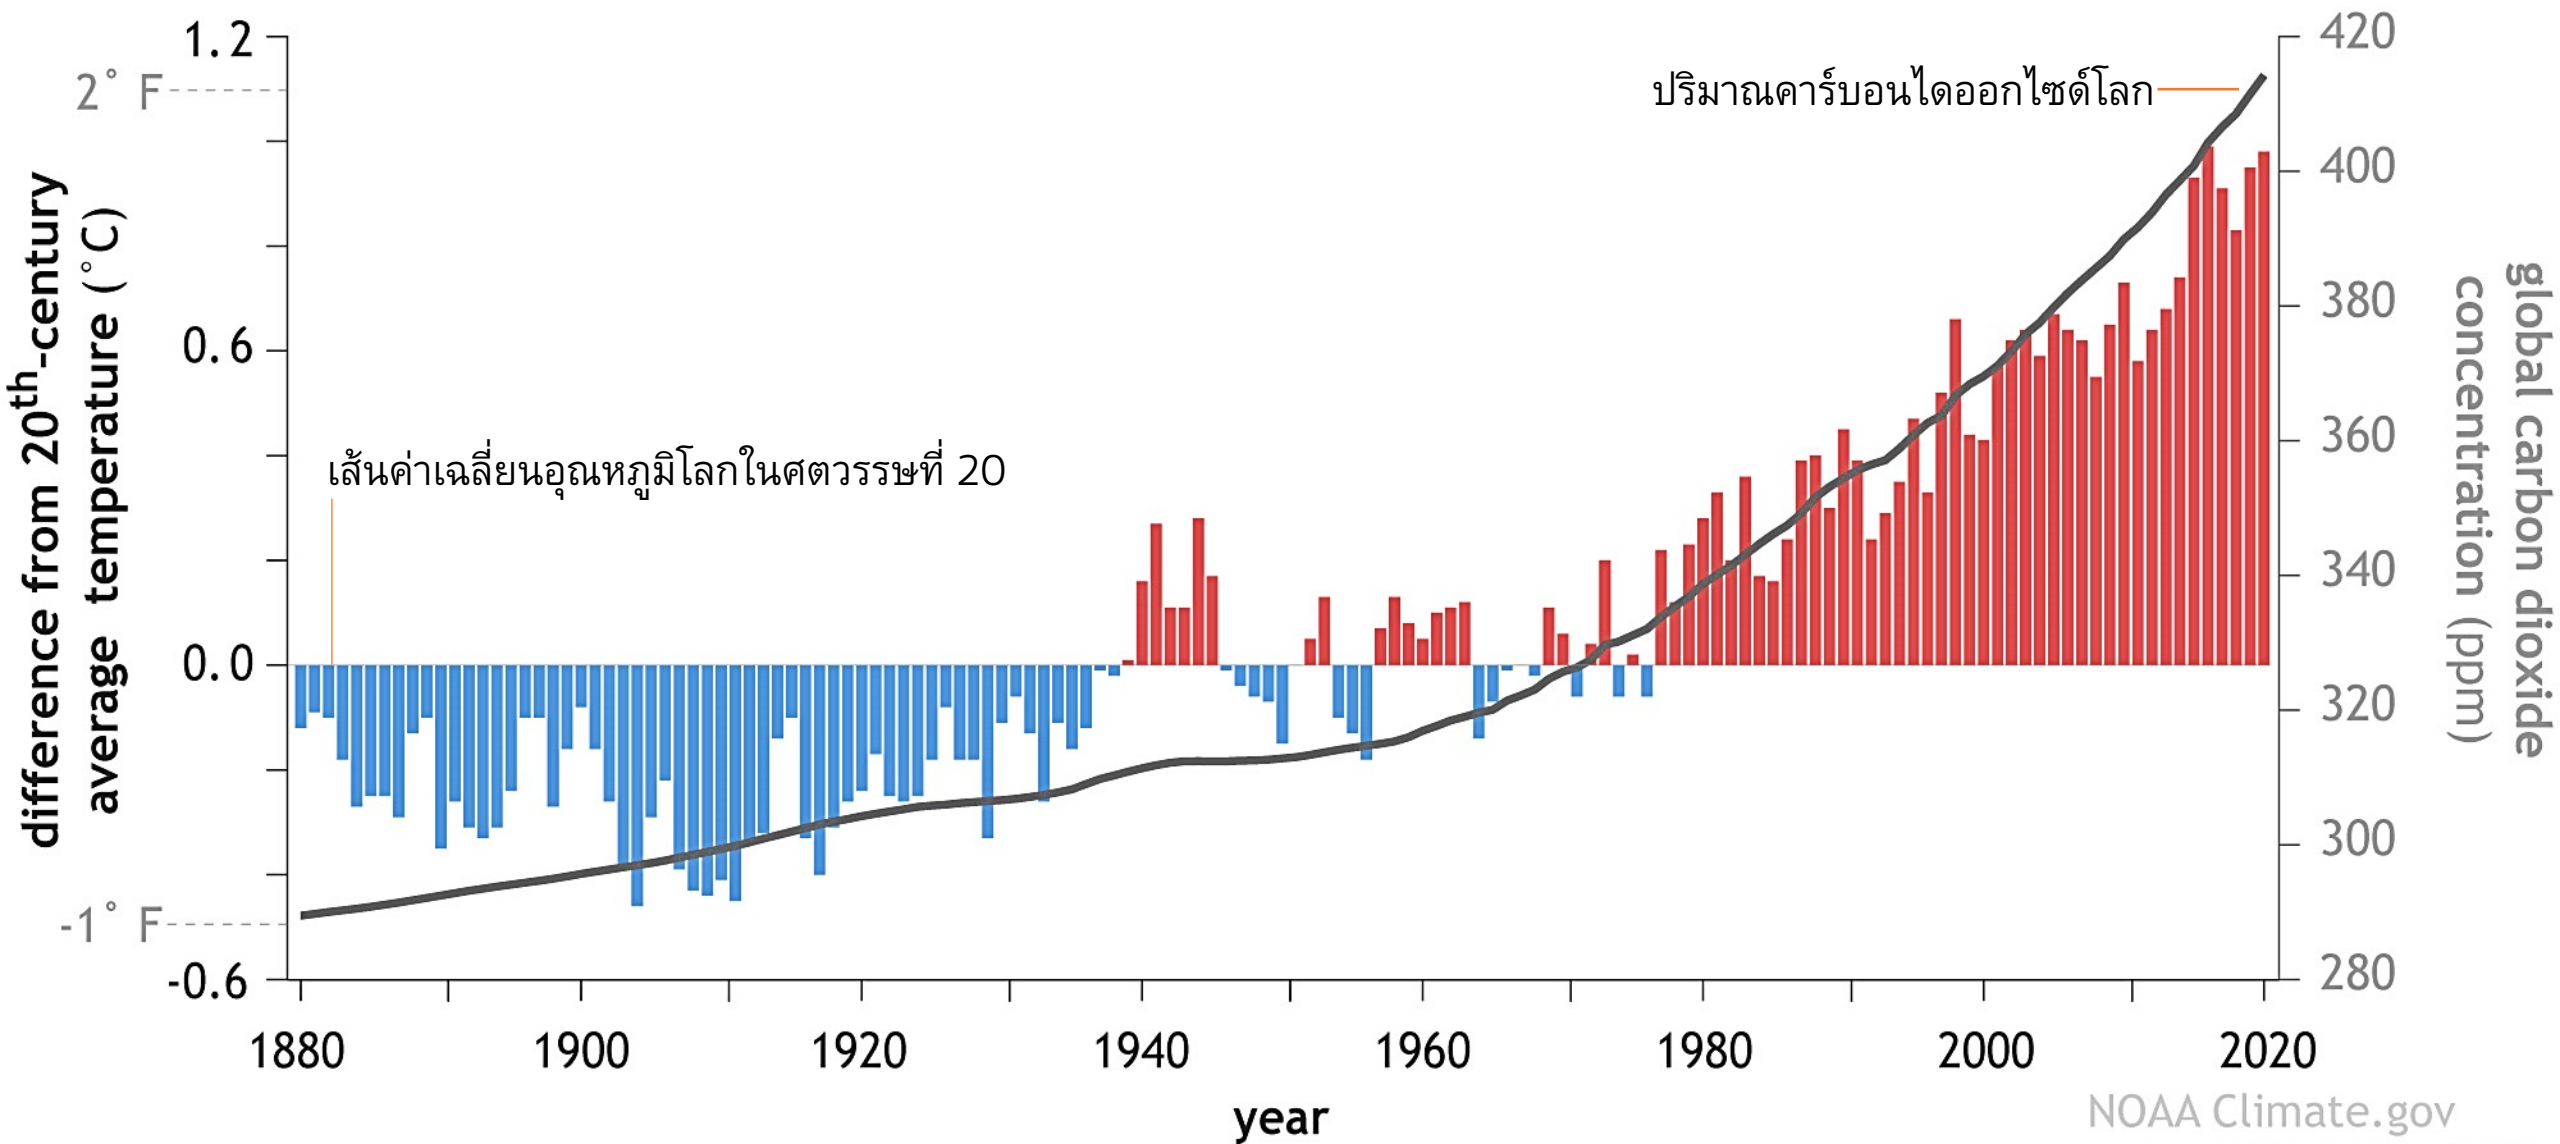 difference from 20th-century
average temperature (°C)
1.2
2° F
0.6
0.0
-1° F
-0.6
เส้นค่าเฉลี่ยนอุณหภูมิโลกในศตวรรษที่ 20
ปริมาณคาร์บอนไดออกไซด์โลก
420
400
380
360
340
320
300
280
global carbon dioxide
concentration (ppm)
1880 1900 1920 1940 1960 1980 2000 2020
year
NOAA Climate.gov